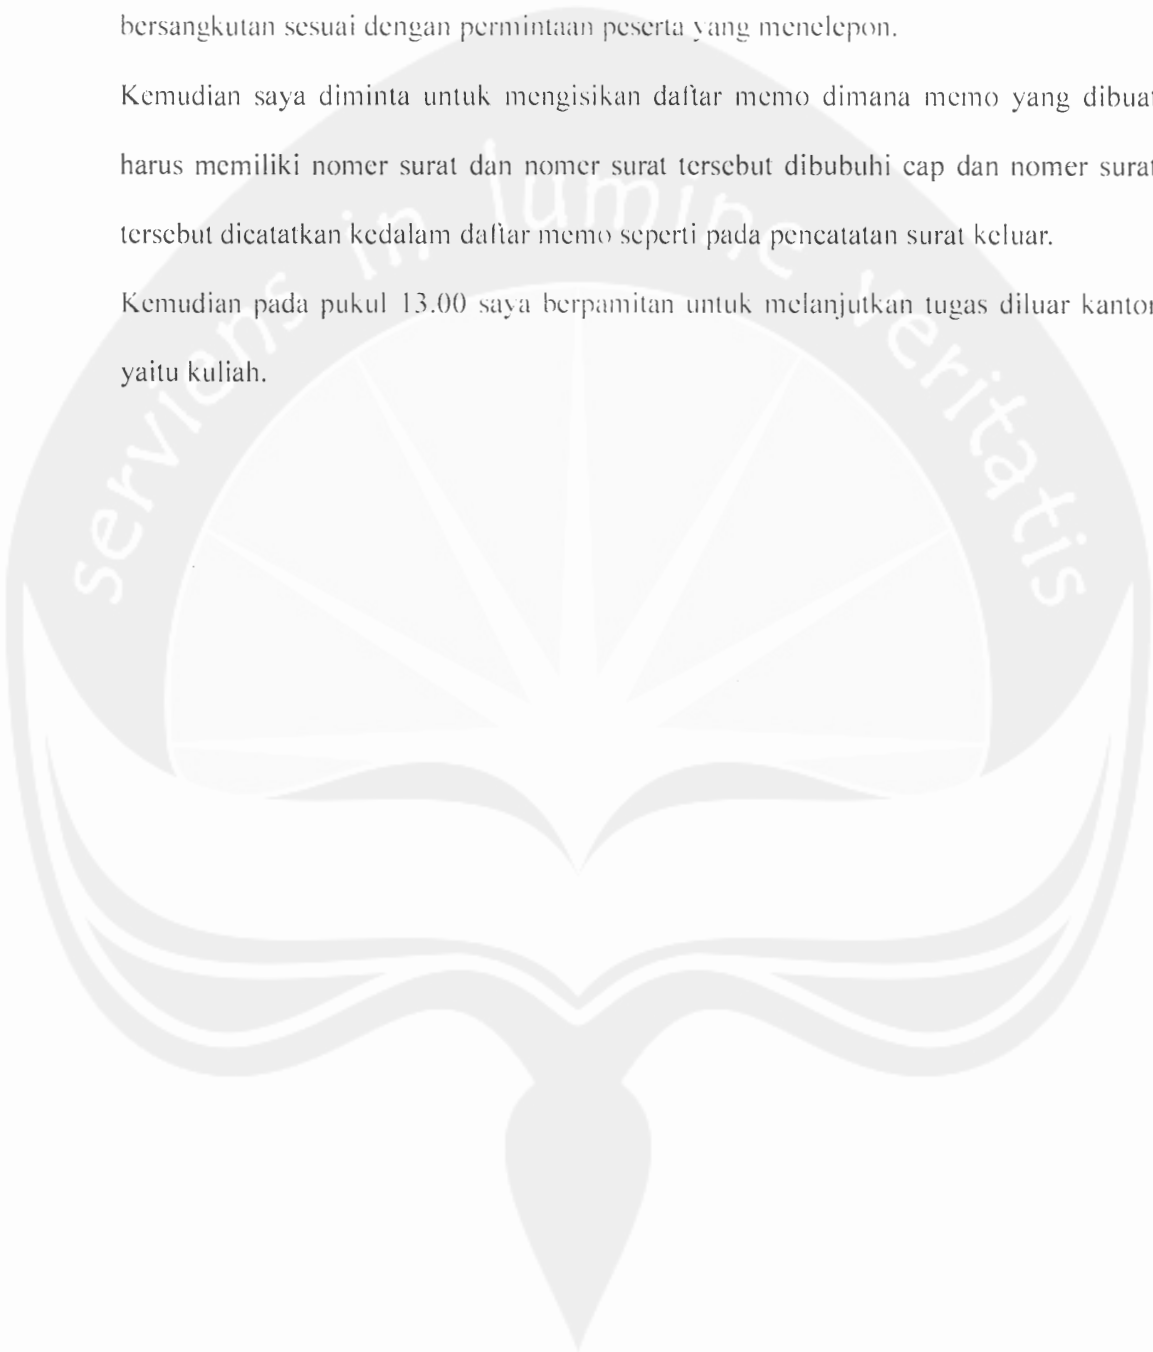 bersangkutan sesuai dengan permintaan peserta yang menelepon.
Kemudian saya diminta untuk mengisikan daftar memo dimana memo yang dibuat
harus memiliki nomer surat dan nomer surat tersebut dibubuhi cap dan nomer surat
tersebut dicatatkan kedalam daftar memo seperti pada pencatatan surat keluar.
Kemudian pada pukul 13.00 saya berpamitan untuk melanjutkan tugas diluar kantor
yaitu kuliah.
serviens in lumine veritatis